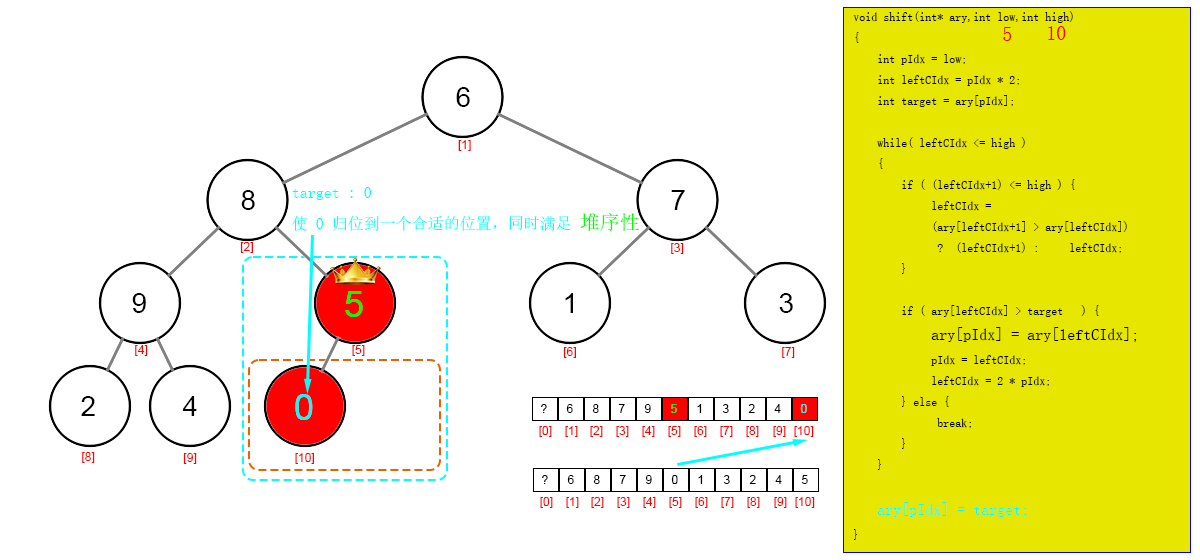 6
[1]
8
[2]
7
[3]
target : 0
使 0 归位到一个合适的位置，同时满足 堆序性
9
[4]
5
[5]
1
[6]
3
[7]
2
[8]
4
[9]
0
[10]
? 6 8 7 9 5 1 3 2 4 0
[0] [1] [2] [3] [4] [5] [6] [7] [8] [9] [10]
? 6 8 7 9 0 1 3 2 4 5
[0] [1] [2] [3] [4] [5] [6] [7] [8] [9] [10]
void shift(int* ary,int low,int high)
{ 5 10
int pIdx = low;
int leftCIdx = pIdx * 2;
int target = ary[pIdx];
while( leftCIdx <= high )
{
if ( (leftCIdx+1) <= high ) {
leftCIdx =
(ary[leftCIdx+1] > ary[leftCIdx])
? (leftCIdx+1) : leftCIdx;
}
if ( ary[leftCIdx] > target ) {
ary[pIdx] = ary[leftCIdx];
pIdx = leftCIdx;
leftCIdx = 2 * pIdx;
} else {
break;
}
}
ary[pIdx] = target;
}